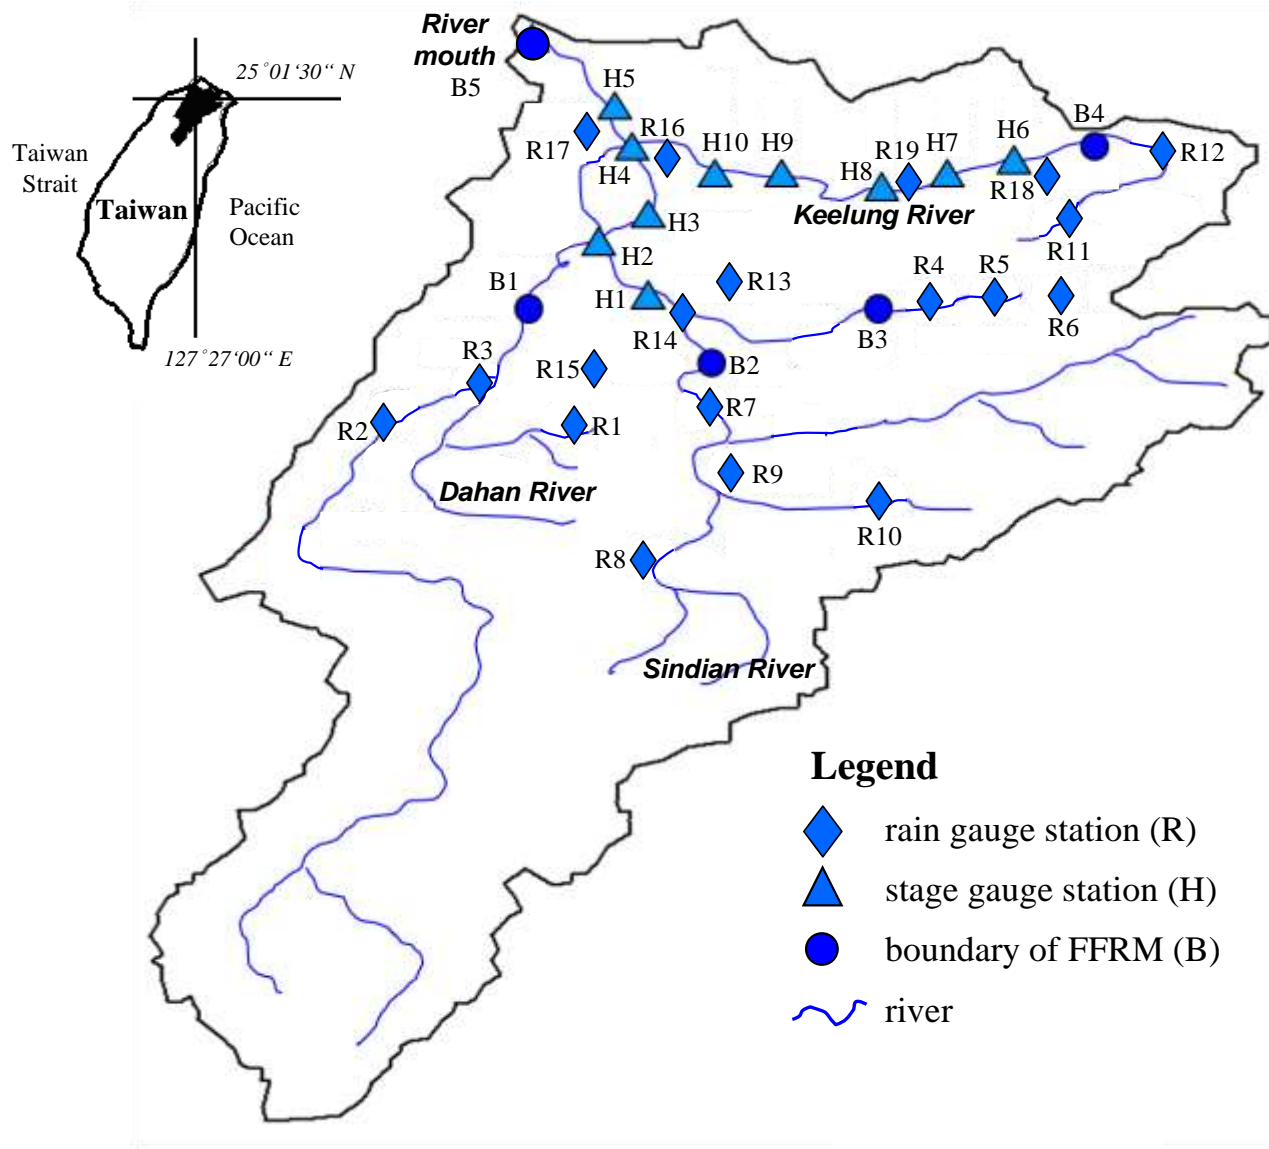 River
mouth
B5
25°01‘30“ N
Taiwan
Strait
Taiwan
Pacific
Ocean
127°27‘00“ E
H5
R17
R16
H4
H10
H9
H8
R19
H7
H6
B4
R12
R18
R11
Keelung River
H3
H2
B1
H1
R13
R14
R4
R5
R6
B3
B2
R3
R15
R2
R1
R7
R9
Dahan River
R10
R8
Sindian River
Legend
rain gauge station (R)
stage gauge station (H)
boundary of FFRM (B)
river